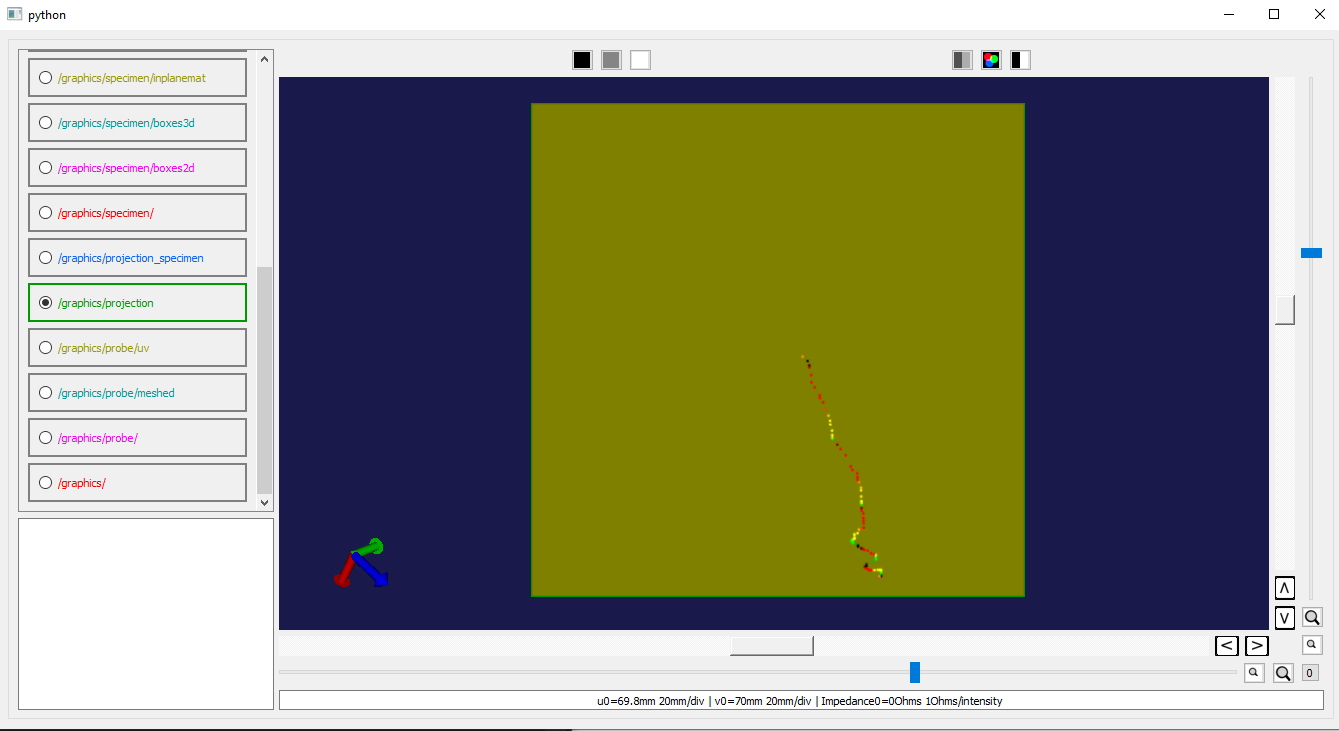 python
/graphics/specimen/inplanemat
/graphics/specimen/boxes3d
/graphics/specimen/boxes2d
/graphics/specimen/
/graphics/projection_specimen
/graphics/projection
/graphics/probe/uv
/graphics/probe/meshed
/graphics/probe/
/graphics/
Λ
V
< >
0
u0=69.8mm 20mm/div | v0=70mm 20mm/div | Impedance0=0Ohms 1Ohms/intensity